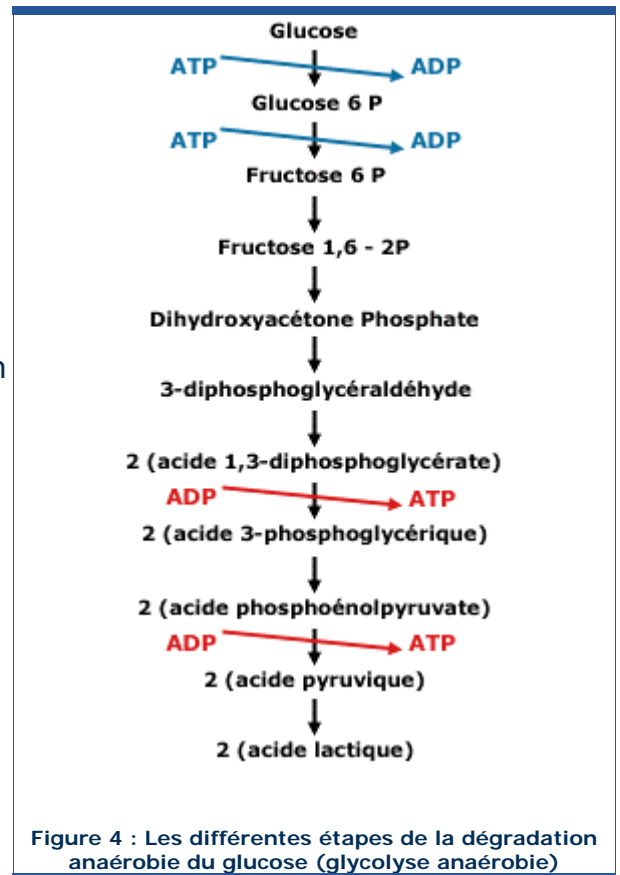 Glucose
ATP ADP
Glucose 6 P
ATP ADP
Fructose 6 P
Fructose 1,6 - 2P
Dihydroxyacétone Phosphate
3-diphosphoglycéraldéhyde
2 (acide 1,3-diphosphoglycérate)
ADP ATP
2 (acide 3-phosphoglycérique)
2 (acide phosphoénolpyruvate)
ADP ATP
2 (acide pyruvique)
2 (acide lactique)
Figure 4 : Les différentes étapes de la dégradation
anaérobie du glucose (glycolyse anaérobie)